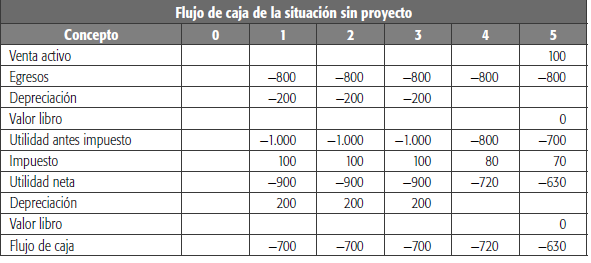 Flujo de caja de la situación sin proyecto
Concepto 0 1 2 3 4 5
Venta activo 100
Egresos –800 –800 –800 –800 –800
Depreciación –200 –200 –200
Valor libro 0
Utilidad antes impuesto –1.000 –1.000 –1.000 –800 –700
Impuesto 100 100 100 80 70
Utilidad neta –900 –900 –900 –720 –630
Depreciación 200 200 200
Valor libro 0
Flujo de caja –700 –700 –700 –720 –630